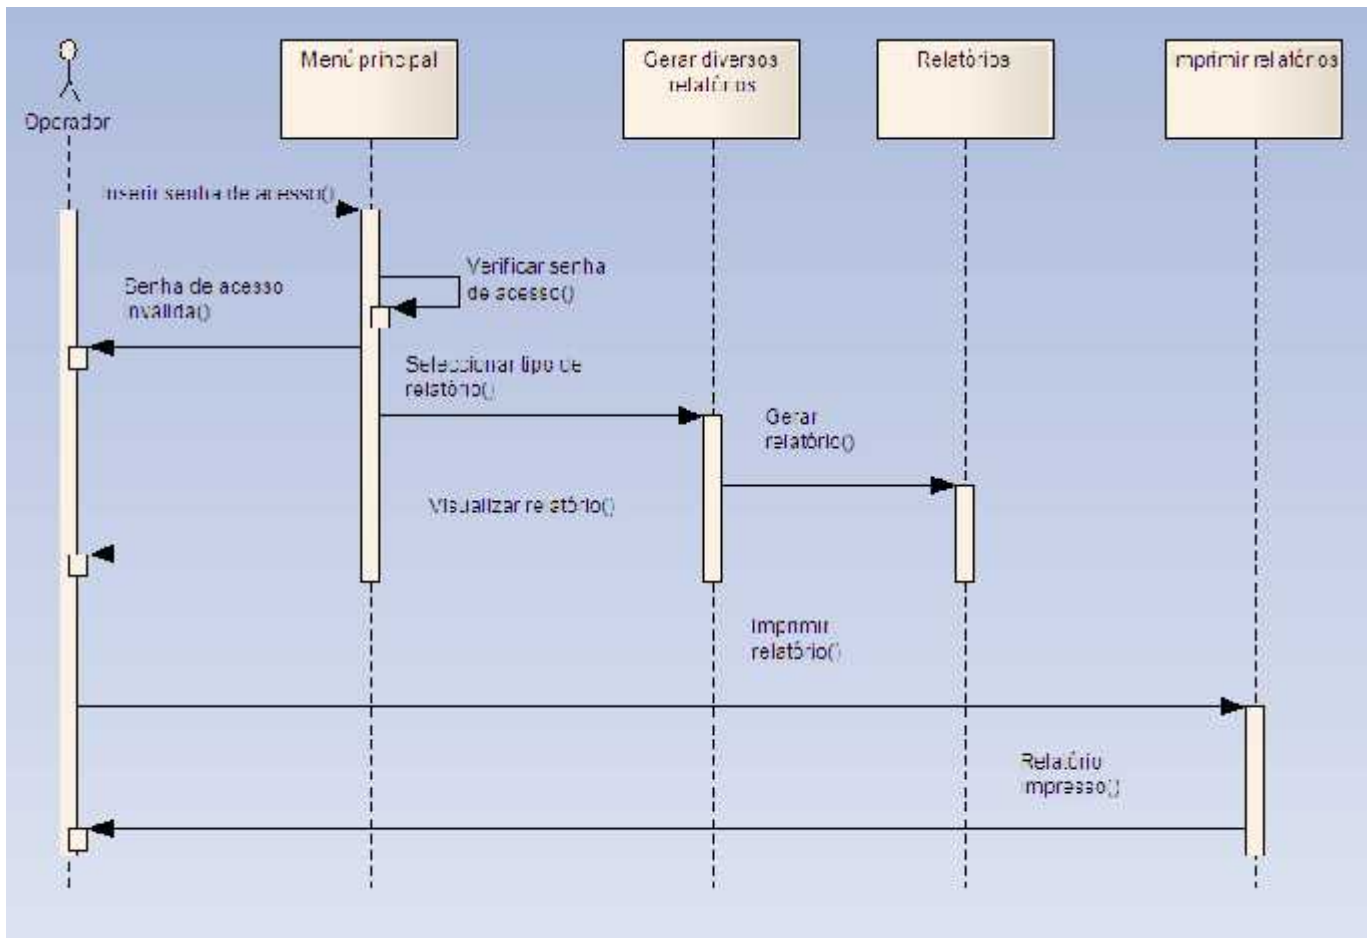 Operador
Menú principal
Gerar diversos
relatórios
Relatórios
Imprimir relatórios
Inserir senha de acesso()
Verificar senha
de acesso()
Senha de acesso
inválida()
Seleccionar tipo de
relatório()
Gerar
relatório()
Visualizar relatório()
Imprimir
relatório()
Relatório
impresso()